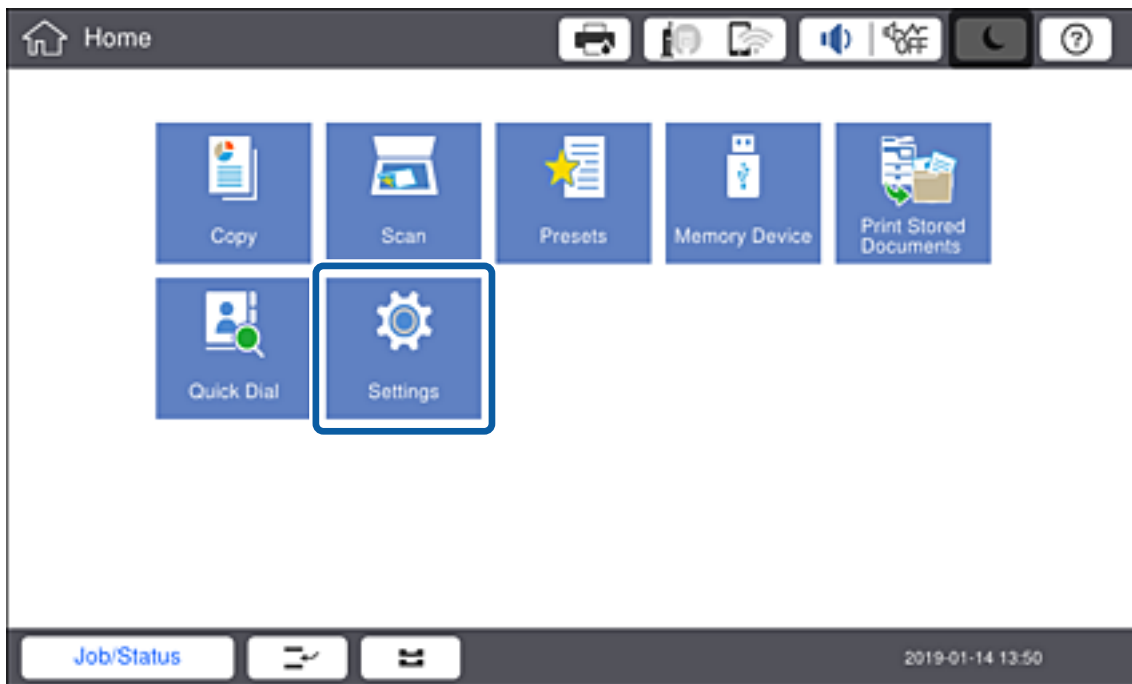 Home
OFF
Copy
Scan
Presets
Memory Device
Print Stored
Documents
Quick Dial
Settings
Job/Status
2019-01-14 13:50